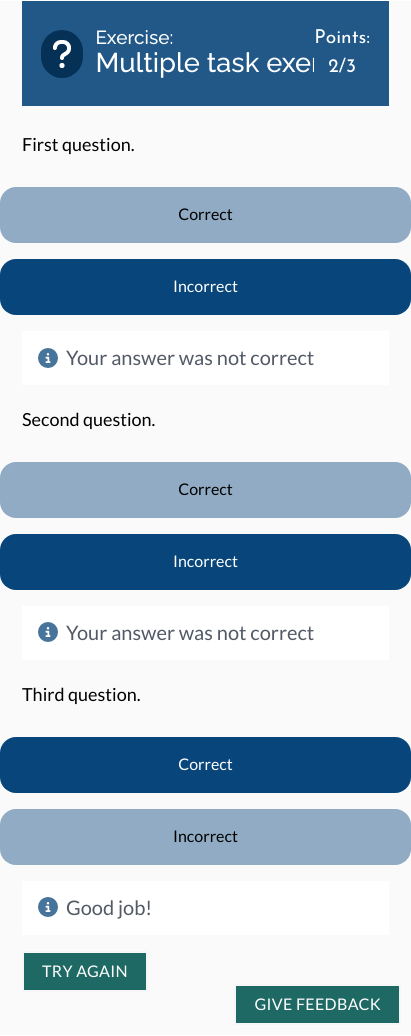 ?
Exercise:
Points:
Multiple task exe
2/3
First question.
Correct
Incorrect
Your answer was not correct
Second question.
Correct
Incorrect
Your answer was not correct
Third question.
Correct
Incorrect
Good job!
TRY AGAIN
GIVE FEEDBACK